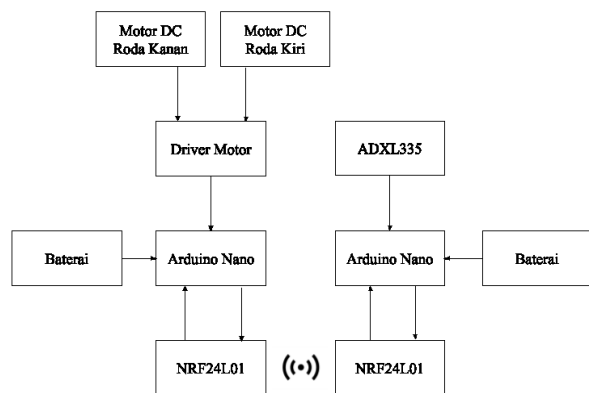 Motor DC
Roda Kanan
Motor DC
Roda Kiri
Driver Motor
ADXL335
Baterai
Arduino Nano
Arduino Nano
Baterai
NRF24L01
NRF24L01